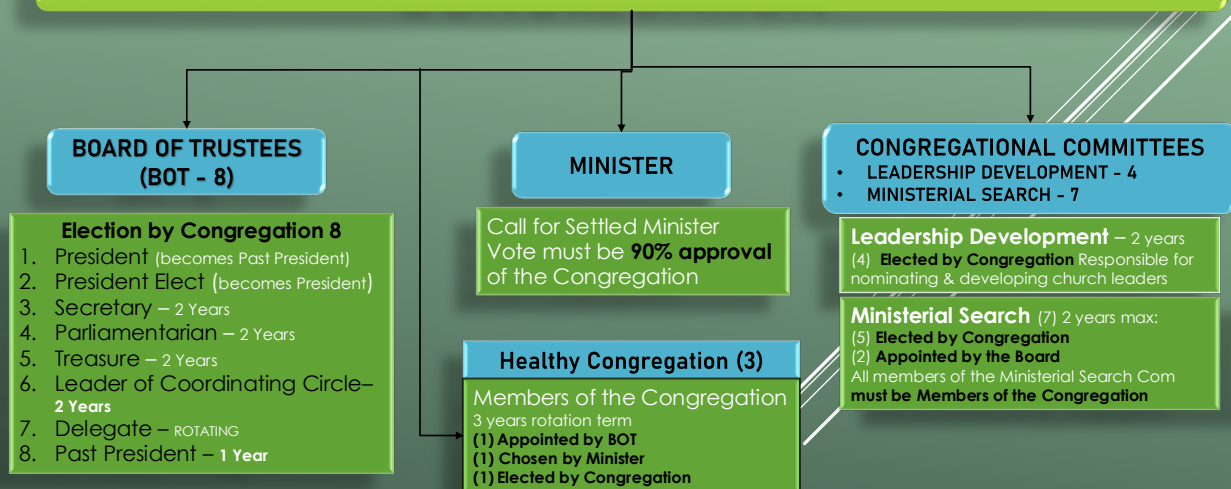 BOARD OF TRUSTEES
(BOT - 8)
Election by Congregation 8
1. President (becomes Past President)
2. President Elect (becomes President)
3. Secretary – 2 Years
4. Parliamentarian – 2 Years
5. Treasure – 2 Years
6. Leader of Coordinating Circle–
2 Years
7. Delegate – ROTATING
8. Past President – 1 Year
MINISTER
Call for Settled Minister
Vote must be 90% approval
of the Congregation
Healthy Congregation (3)
Members of the Congregation
3 years rotation term
(1) Appointed by BOT
(1) Chosen by Minister
(1) Elected by Congregation
CONGREGATIONAL COMMITTEES
• LEADERSHIP DEVELOPMENT - 4
• MINISTERIAL SEARCH - 7
Leadership Development – 2 years
(4) Elected by Congregation Responsible for
nominating & developing church leaders
Ministerial Search (7) 2 years max:
(5) Elected by Congregation
(2) Appointed by the Board
All members of the Ministerial Search Com
must be Members of the Congregation